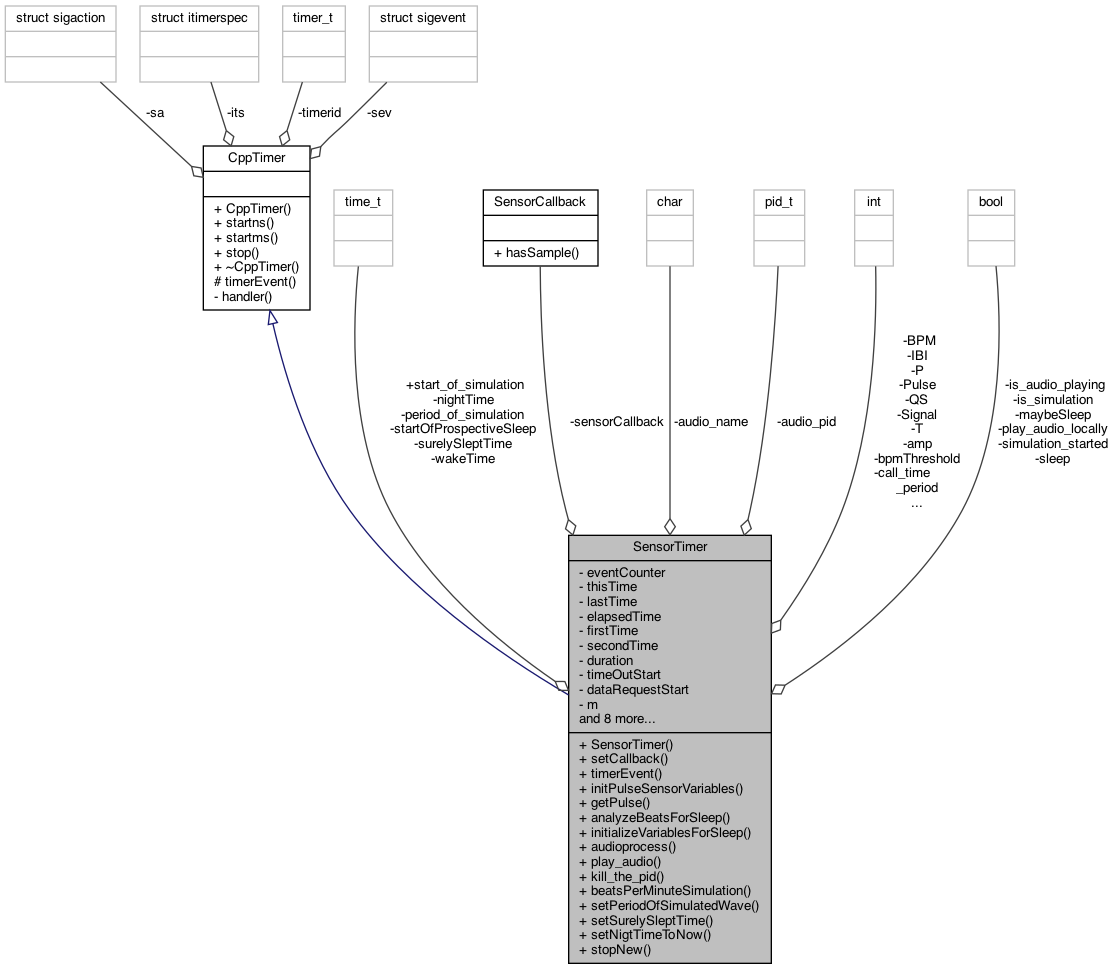 struct sigaction
struct itimerspec
timer_t
struct sigevent
-sa
-its
-timerid
-sev
CppTimer
+ CppTimer()
+ startns()
+ startms()
+ stop()
+ ~CppTimer()
# timerEvent()
- handler()
time_t
SensorCallback
+ hasSample()
char
pid_t
int
bool
+start_of_simulation
-nightTime
-period_of_simulation
-startOfProspectiveSleep
-surelySleptTime
-wakeTime
-sensorCallback
-audio_name
-audio_pid
-BPM
-IBI
-P
-Pulse
-QS
-Signal
-T
-amp
-bpmThreshold
-call_time
_period
...
-is_audio_playing
-is_simulation
-maybeSleep
-play_audio_locally
-simulation_started
-sleep
SensorTimer
- eventCounter
- thisTime
- lastTime
- elapsedTime
- firstTime
- secondTime
- duration
- timeOutStart
- dataRequestStart
- m
and 8 more...
+ SensorTimer()
+ setCallback()
+ timerEvent()
+ initPulseSensorVariables()
+ getPulse()
+ analyzeBeatsForSleep()
+ initializeVariablesForSleep()
+ audioprocess()
+ play_audio()
+ kill_the_pid()
+ beatsPerMinuteSimulation()
+ setPeriodOfSimulatedWave()
+ setSurelySleptTime()
+ setNigtTimeToNow()
+ stopNew()